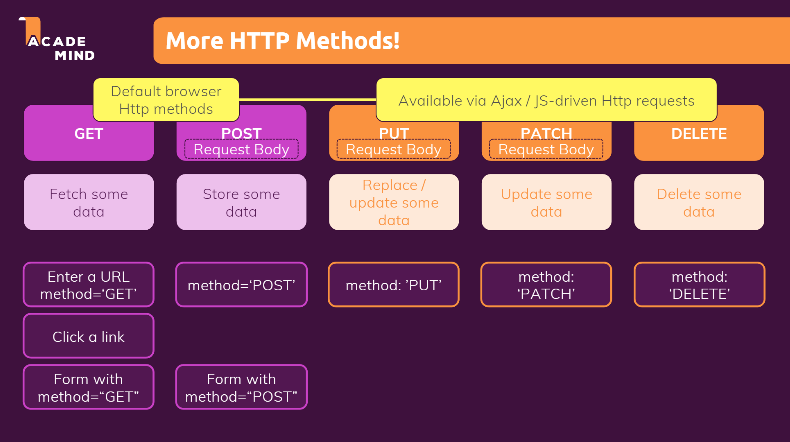 ACADE
MIND
More HTTP Methods!
Default browser
Http methods
Available via Ajax / JS-driven Http requests
GET
POST
Request Body
PUT
Request Body
PATCH
Request Body
DELETE
Fetch some
data
Store some
data
Replace /
update some
data
Update some
data
Delete some
data
Enter a URL
method=‘GET’
method=‘POST’
method: ’PUT’
method:
‘PATCH’
method:
’DELETE’
Click a link
Form with
method=“GET”
Form with
method=“POST”